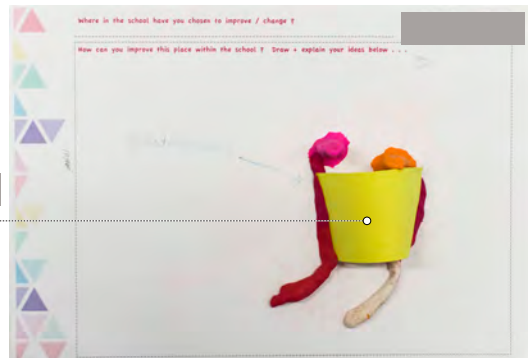 Where in the school have you chosen to improve / change ?
How can you improve this place within the school ? Draw + explain your ideas below . . .